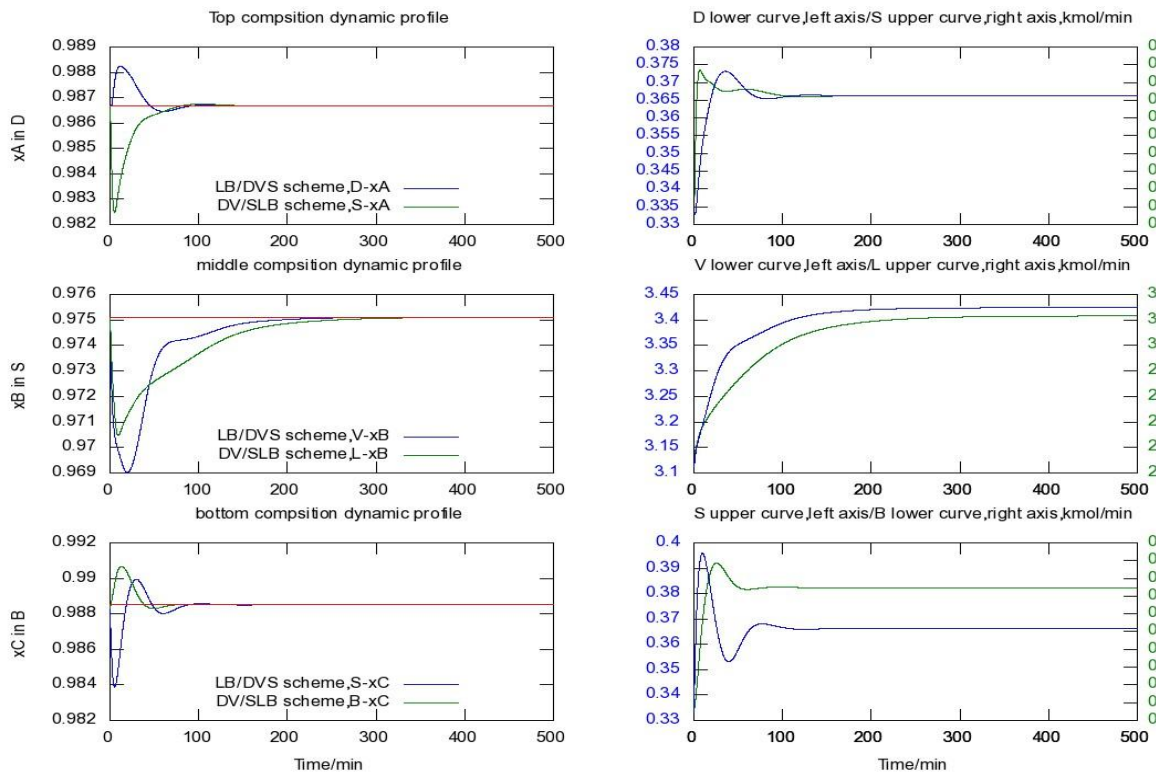 Top compsition dynamic profile
0.989
0.988
0.987
0.986
0.984
0.983
0.982
xA in D
LB/DVS scheme,D-xA
DV/SLB scheme,S-xA
0 100 200 300 400 500
D lower curve,left axis/S upper curve,right axis,kmol/min
0.38
0.375
0.37
0.365
0.36
0.355
0.35
0.345
0.34
0.335
0.33
0 100 200 300 400 500
middle compsition dynamic profile
0.976
0.975
0.974
0.972
0.971
0.97
0.969
xB in S
LB/DVS scheme,V-xB
DV/SLB scheme,L-xB
0 100 200 300 400 500
V lower curve,left axis/L upper curve,right axis,kmol/min
3.45
3.4
3.35
3.3
3.25
3.2
3.15
3.1
0 100 200 300 400 500
bottom compsition dynamic profile
0.992
0.99
0.988
0.986
0.984
0.982
xC in B
LB/DVS scheme,S-xC
DV/SLB scheme,B-xC
0 100 200 300 400 500
Time/min
S upper curve,left axis/B lower curve,right axis,kmol/min
0.4
0.39
0.38
0.37
0.36
0.35
0.34
0.33
0 100 200 300 400 500
Time/min